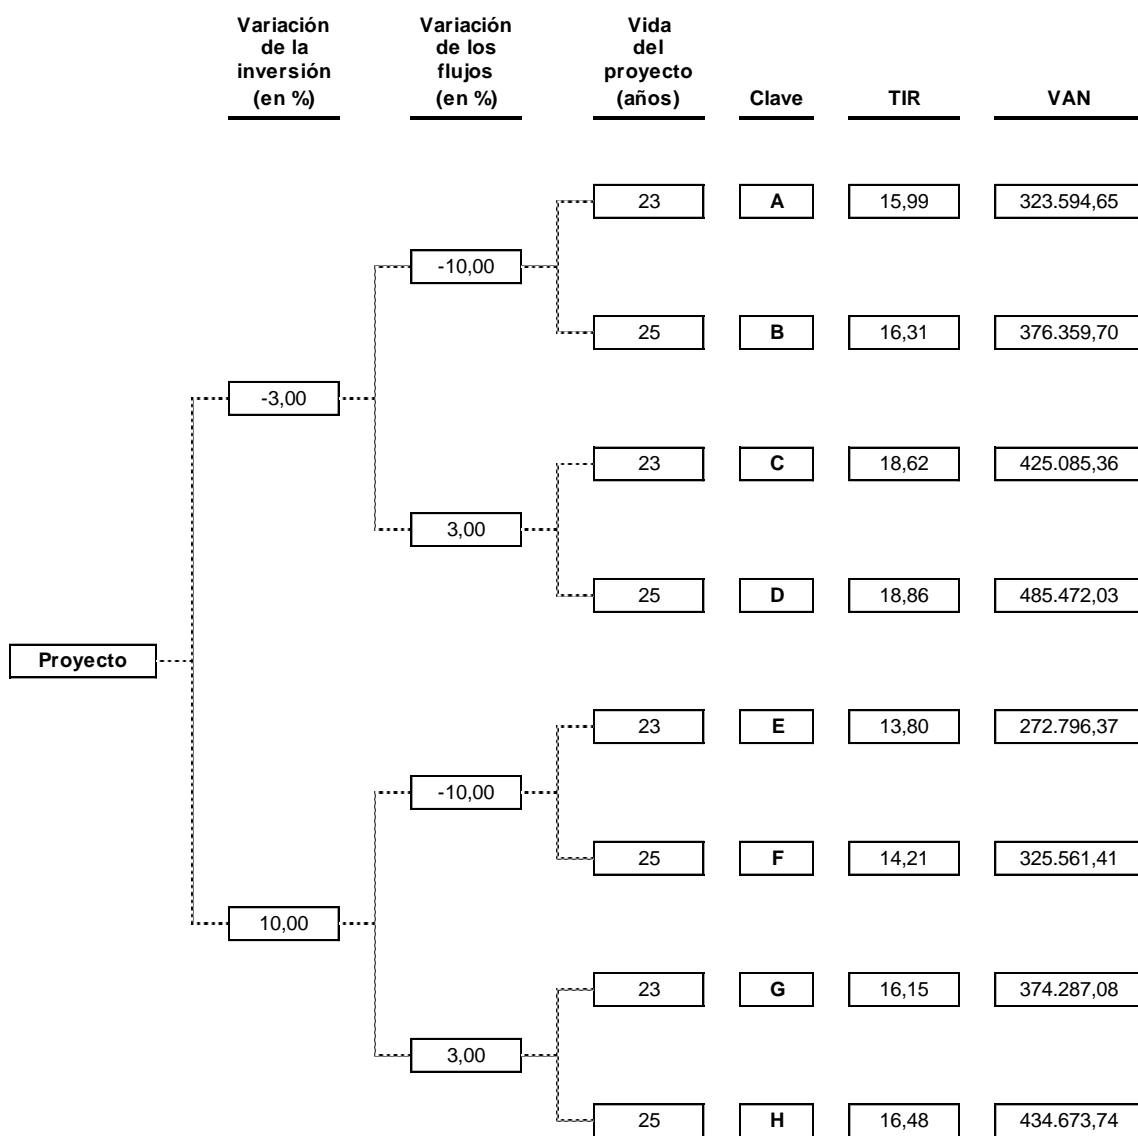 Variación de la inversión (en %)
Variación de los flujos (en %)
Vida del proyecto (años)
Clave
TIR
VAN
23 A 15,99 323.594,65
-10,00
25 B 16,31 376.359,70
-3,00
23 C 18,62 425.085,36
3,00
25 D 18,86 485.472,03
Proyecto
23 E 13,80 272.796,37
-10,00
25 F 14,21 325.561,41
10,00
23 G 16,15 374.287,08
3,00
25 H 16,48 434.673,74